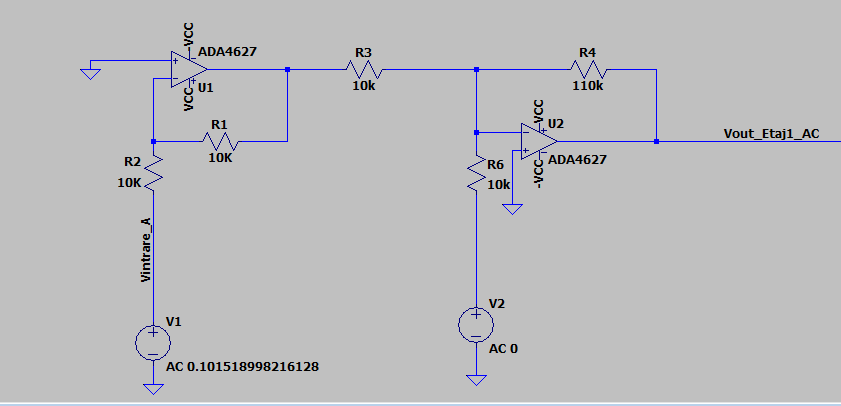 -VCC
ADA4627
U1
VCC
R1
10K
R2
10K
Vintrare_A
V1
AC 0.101518998216128
R3
10k
R4
110k
VCC
U2
ADA4627
-VCC
R6
10k
Vout_Etaj1_AC
V2
AC 0